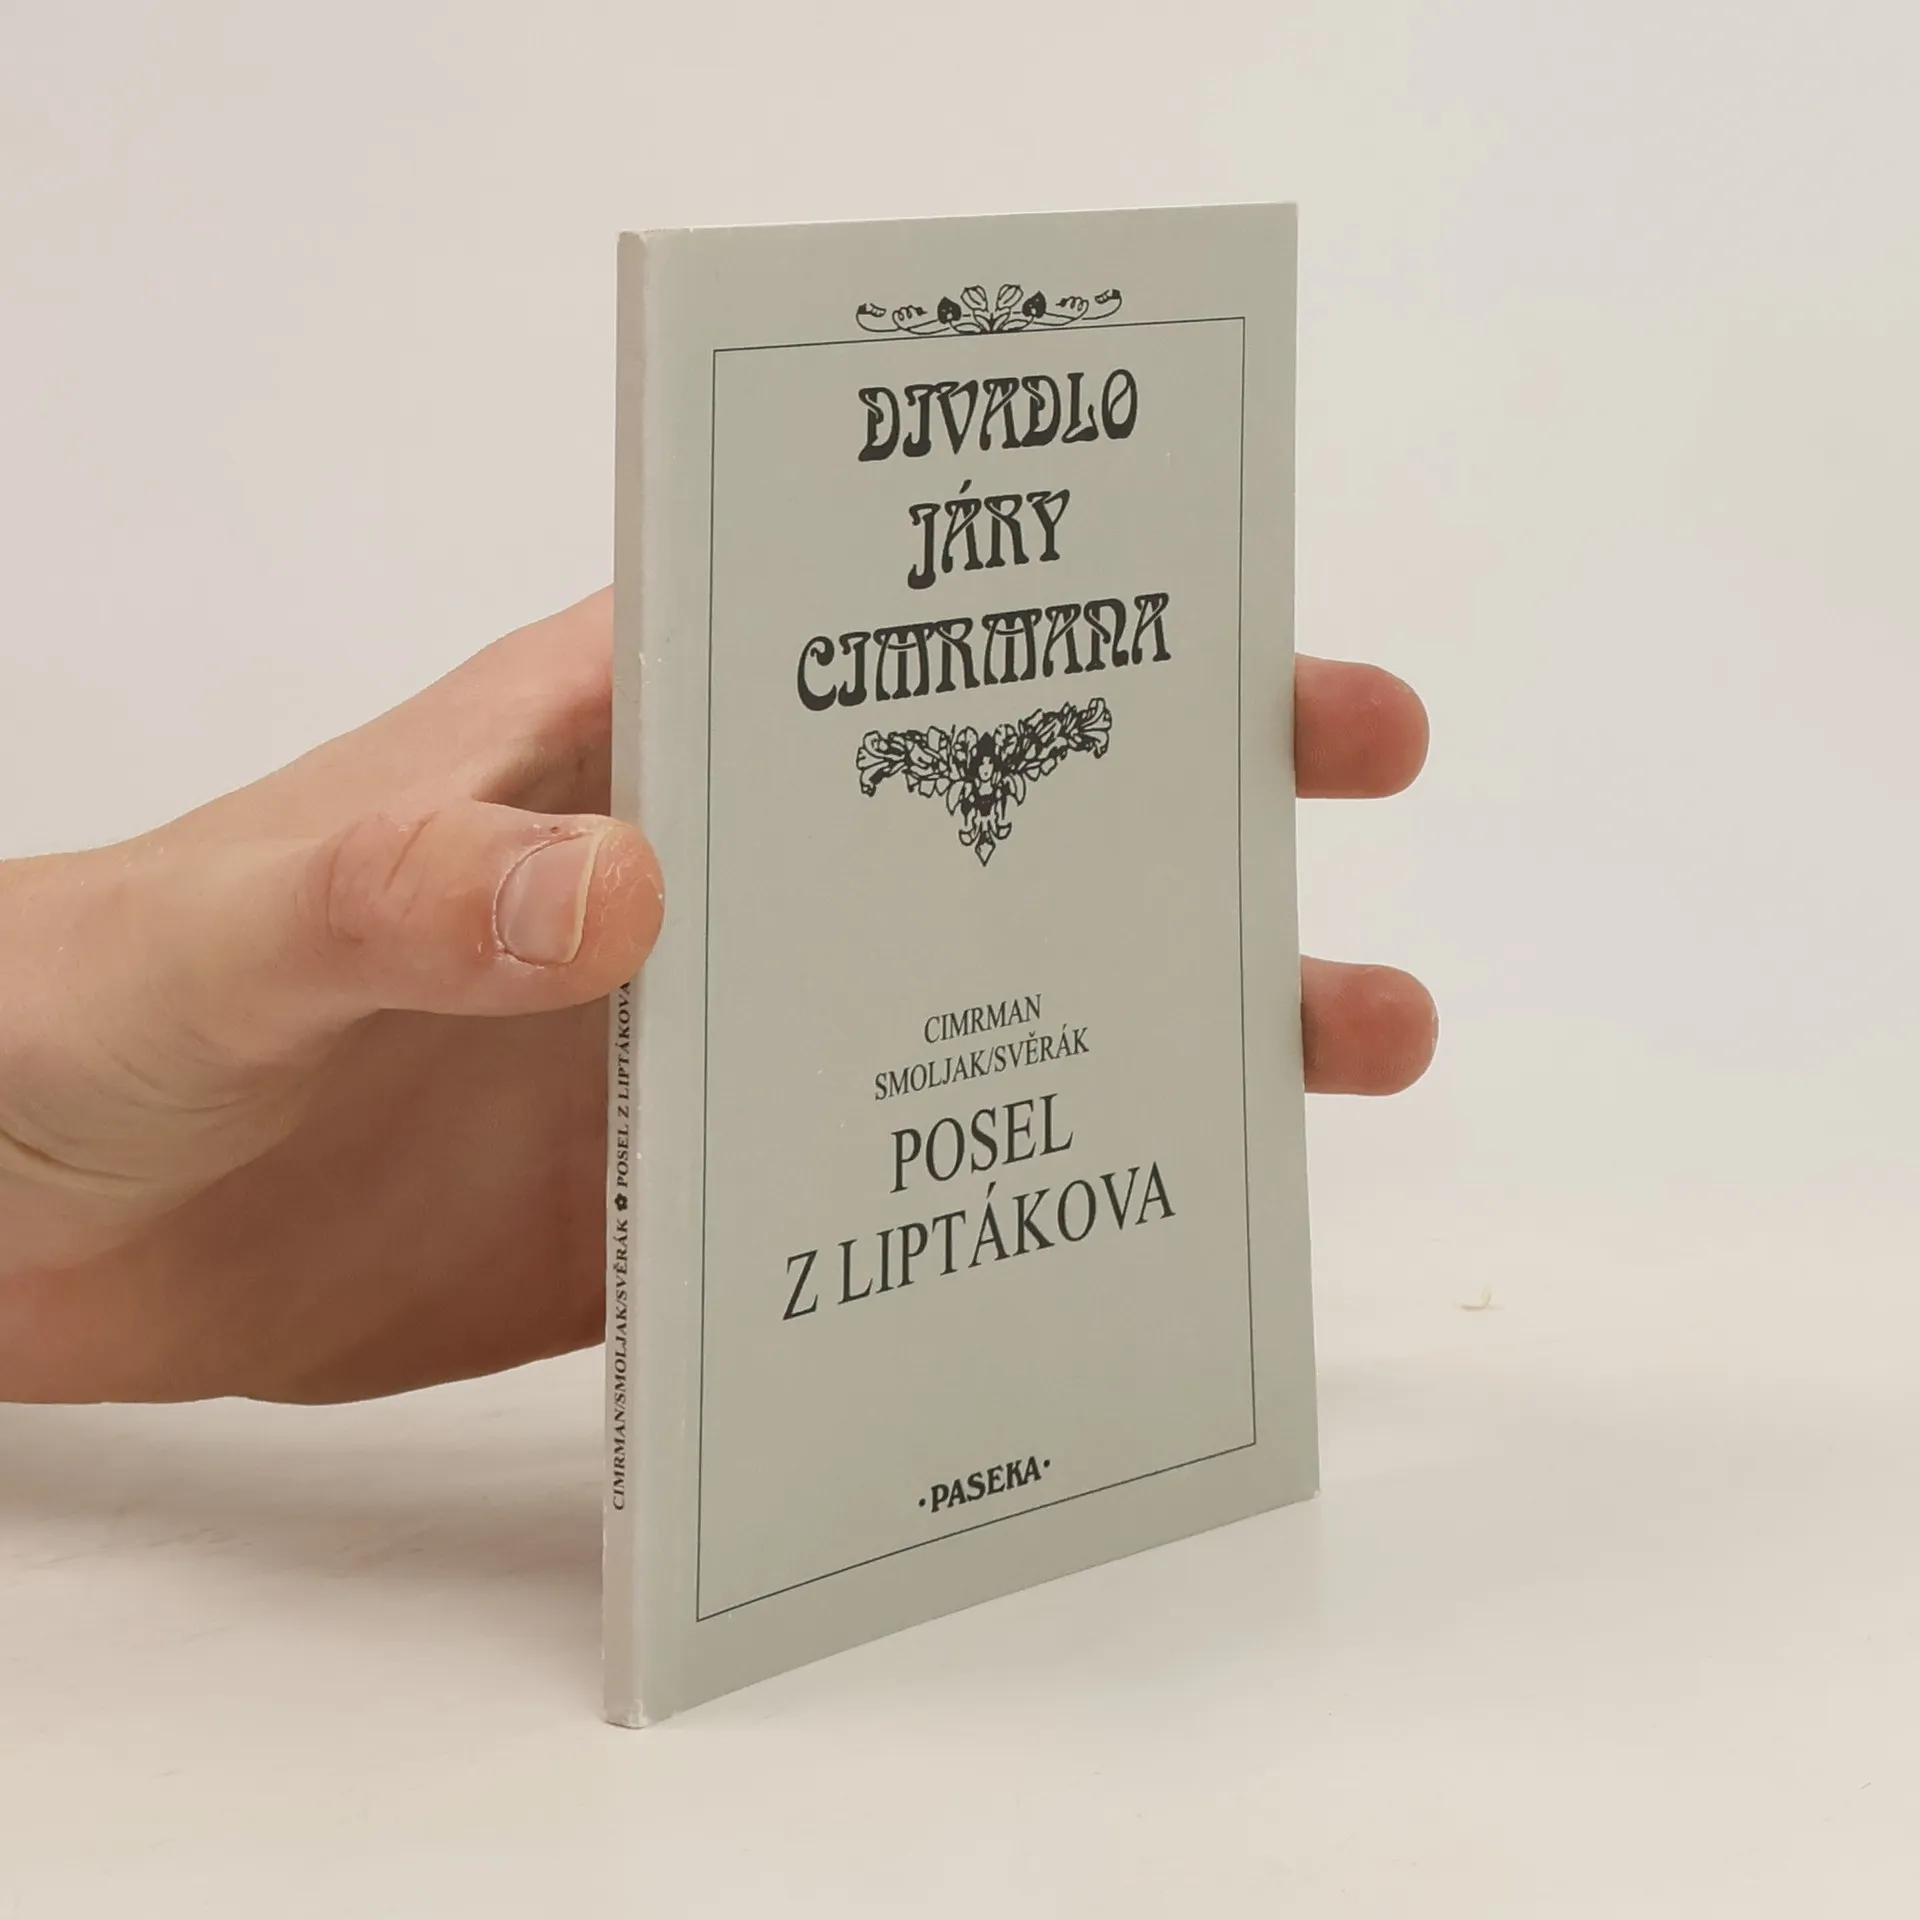 DIVADLO
JÁRY
CIMRMANA
CIMRMAN
SMOLJAK/SVĚRÁK
POSEL
Z LIPTÁKOVA
·PASEKA·
CIMRMAN/SMOLJAK/SVĚRÁK ✿ POSEL Z LIPTÁKOVA